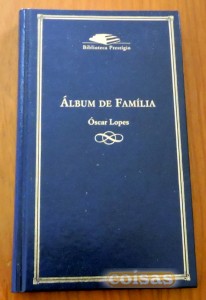 Biblioteca Prestígio
ÁLBUM DE FAMÍLIA
Óscar Lopes
coisas